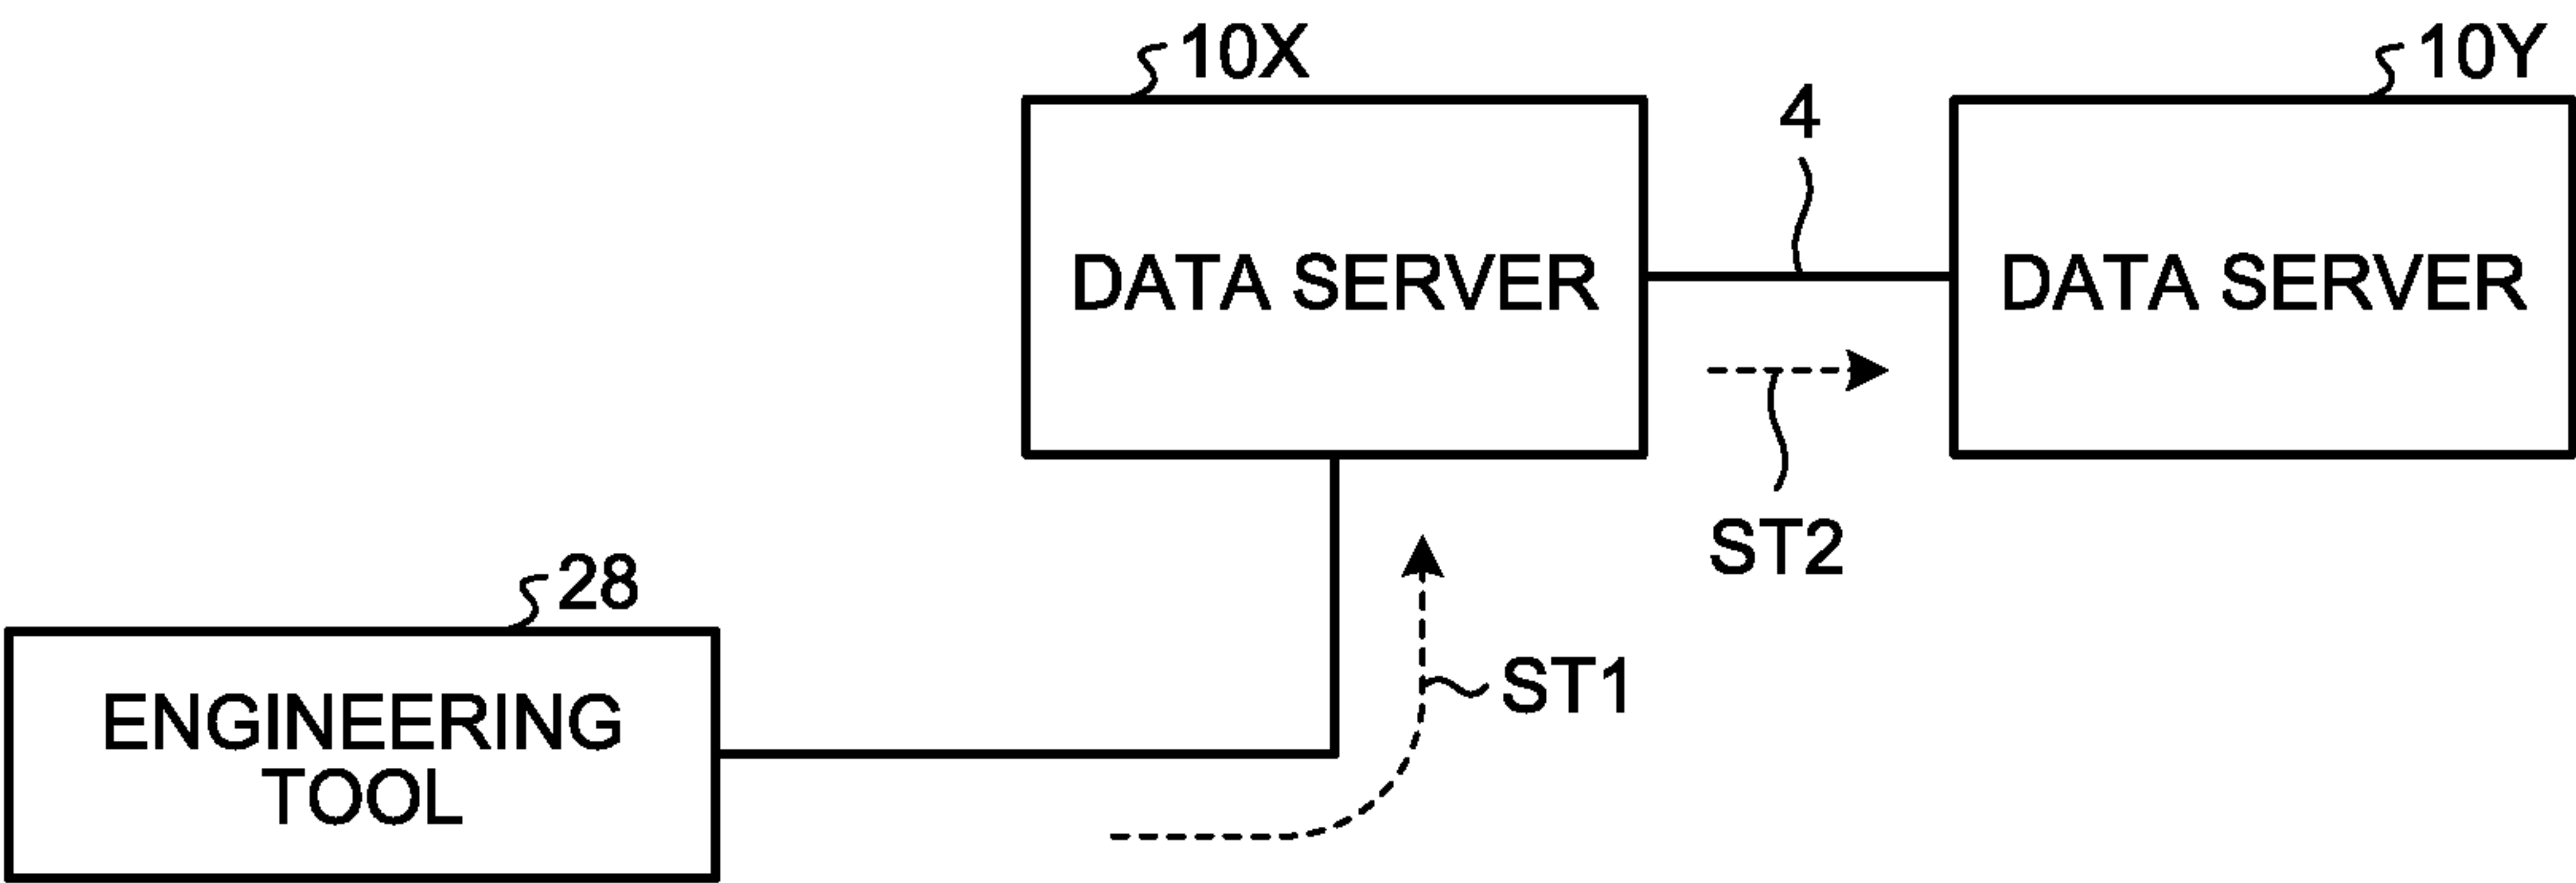 10X
10Y
4
DATA SERVER
DATA SERVER
ST2
28
ST1
ENGINEERING
TOOL